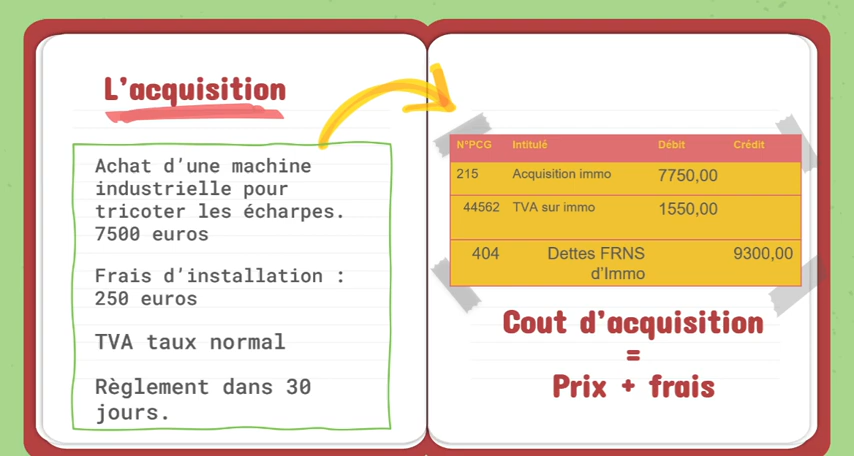 L'acquisition
Achat d'une machine
industrielle pour
tricoter les écharpes.
7500 euros
Frais d'installation :
250 euros
TVA taux normal
Règlement dans 30
jours.
N°PCG Intitulé Débit Crédit
215 Acquisition immo 7750,00
44562 TVA sur immo 1550,00
404 Dettes FRNS 9300,00
d'Immo
Cout d'acquisition
=
Prix + frais